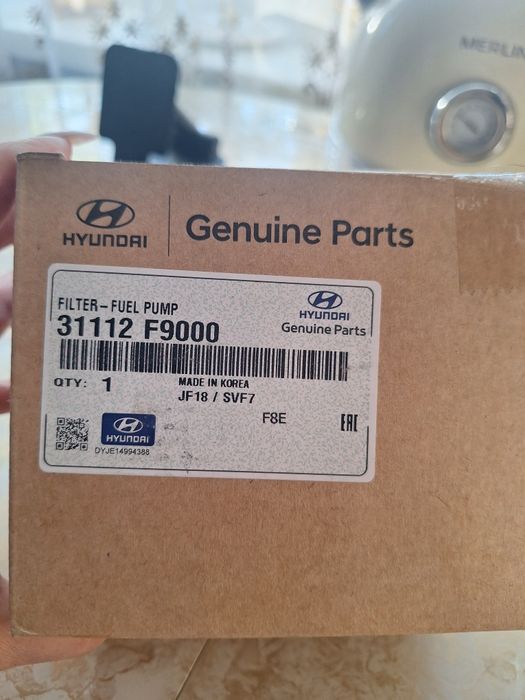 MERLIN
HYUNDAI
Genuine Parts
FILTER-FUEL PUMP
31112 F9000
HYUNDAI
Genuine Parts
QTY: 1
MADE IN KOREA
JF18 / SVF7
F8E
EAC
HYUNDAI
DYJE14994388